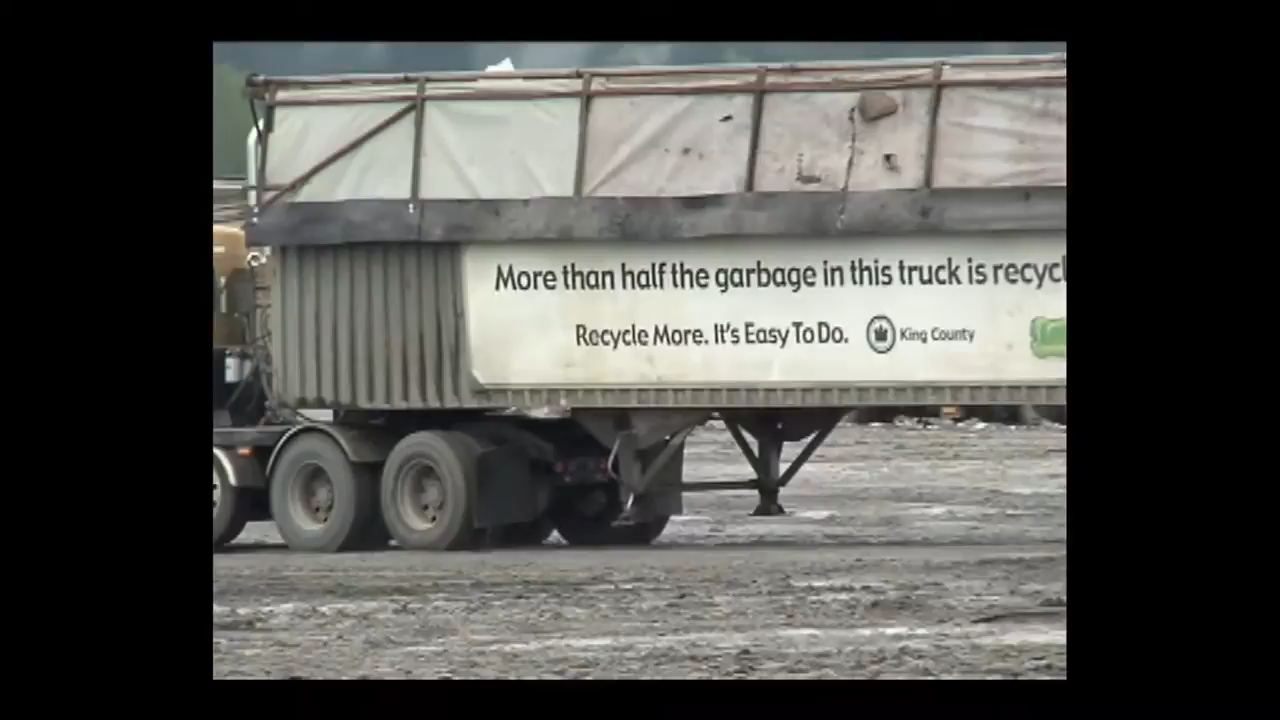 More than half the garbage in this truck is recycl
Recycle More. It's Easy To Do. King County